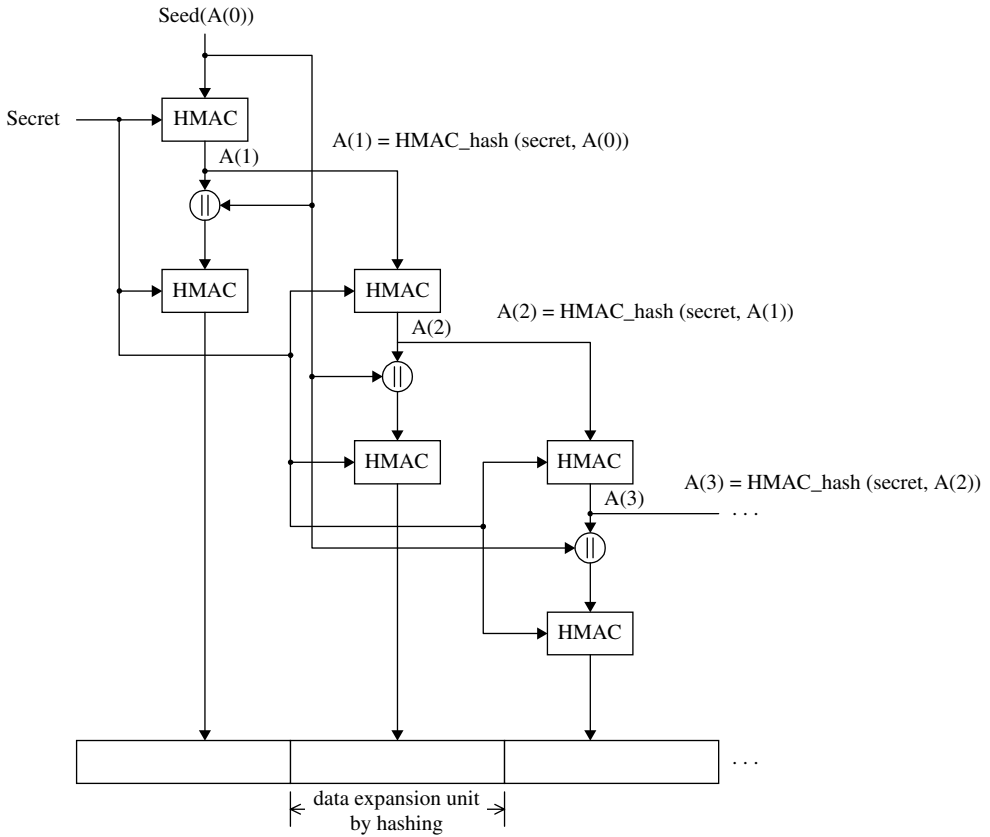 Seed(A(0))
Secret
HMAC
A(1) = HMAC_hash (secret, A(0))
A(1)
||
HMAC
HMAC
A(2) = HMAC_hash (secret, A(1))
A(2)
||
HMAC
HMAC
A(3) = HMAC_hash (secret, A(2))
A(3)
. . .
||
HMAC
. . .
data expansion unit
by hashing